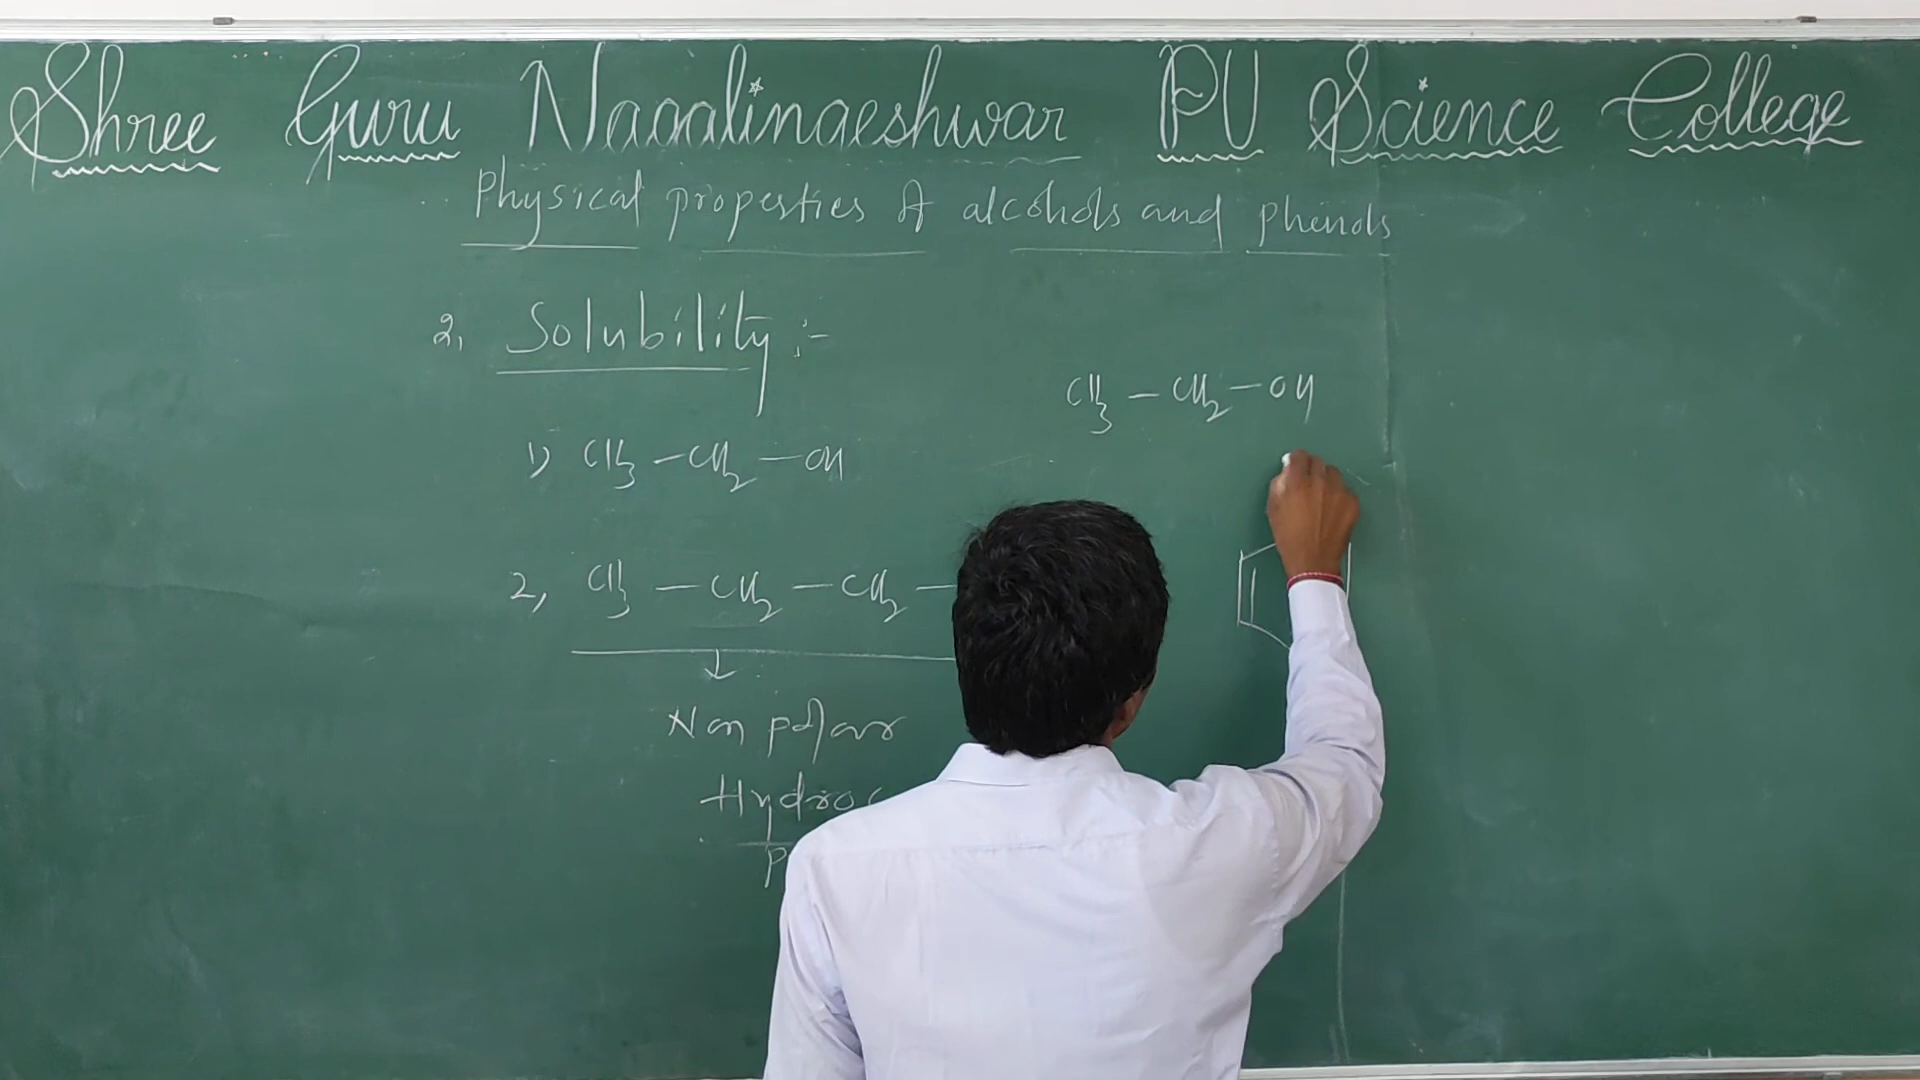 Shree Guru Nagalingeshwar PU Science College
Physical properties of alcohols and phenols
2, Solubility :-
CH3 - CH2 - OH
1) CH3 - CH2 - OH
2, CH3 - CH2 - CH2 -
Non polar